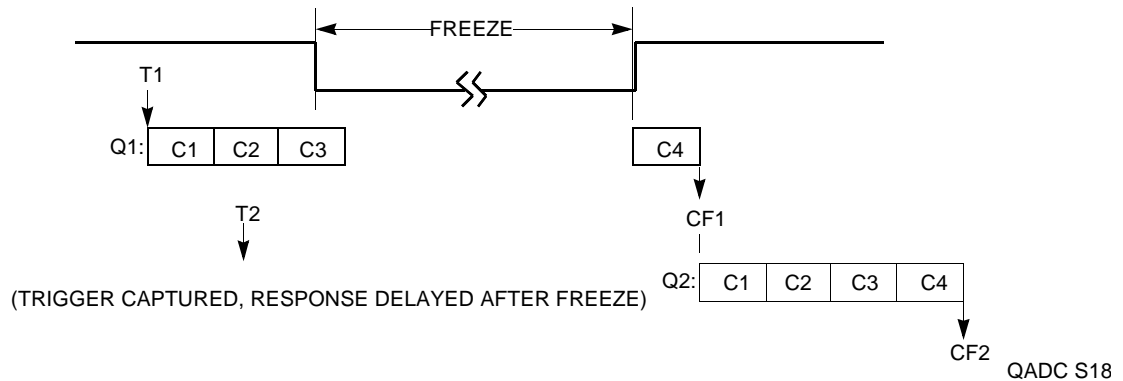 FREEZE
T1
Q1: C1 C2 C3
C4
T2
CF1
(TRIGGER CAPTURED, RESPONSE DELAYED AFTER FREEZE)
Q2: C1 C2 C3 C4
CF2
QADC S18